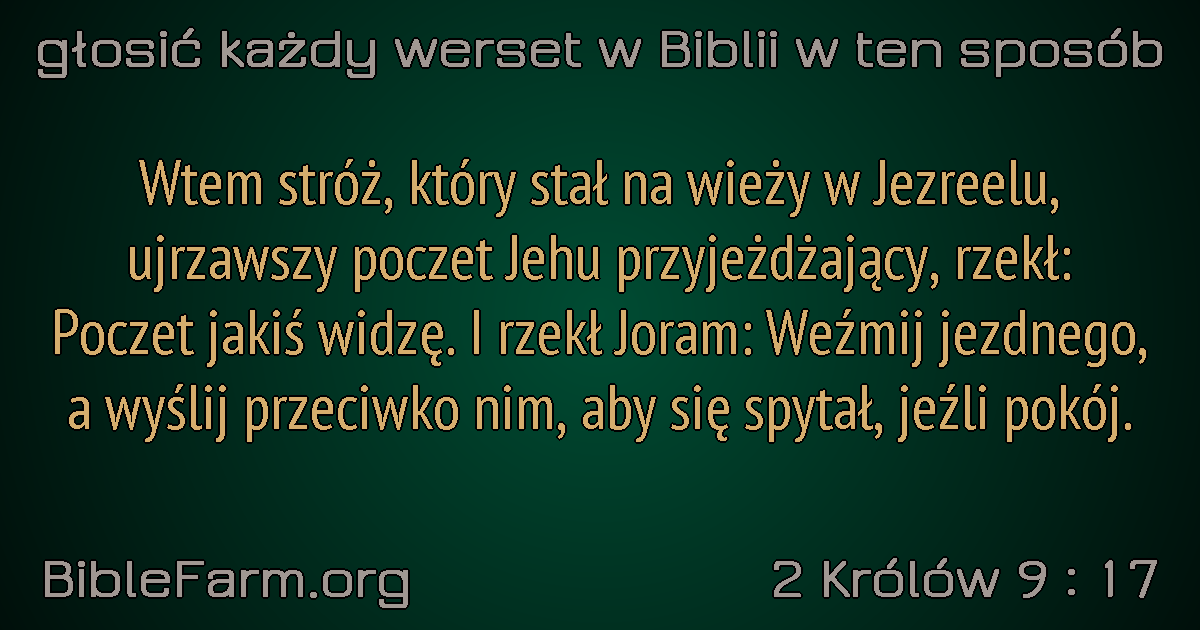 głosić każdy werset w Biblii w ten sposób
Wtem stróż, który stał na wieży w Jezreelu,
ujrzawszy poczet Jehu przyjeżdżający, rzekł:
Poczet jakiś widzę. I rzekł Joram: Weźmij jezdnego,
a wyślij przeciwko nim, aby się spytał, jeźli pokój.
BibleFarm.org
2 Królów 9 : 17